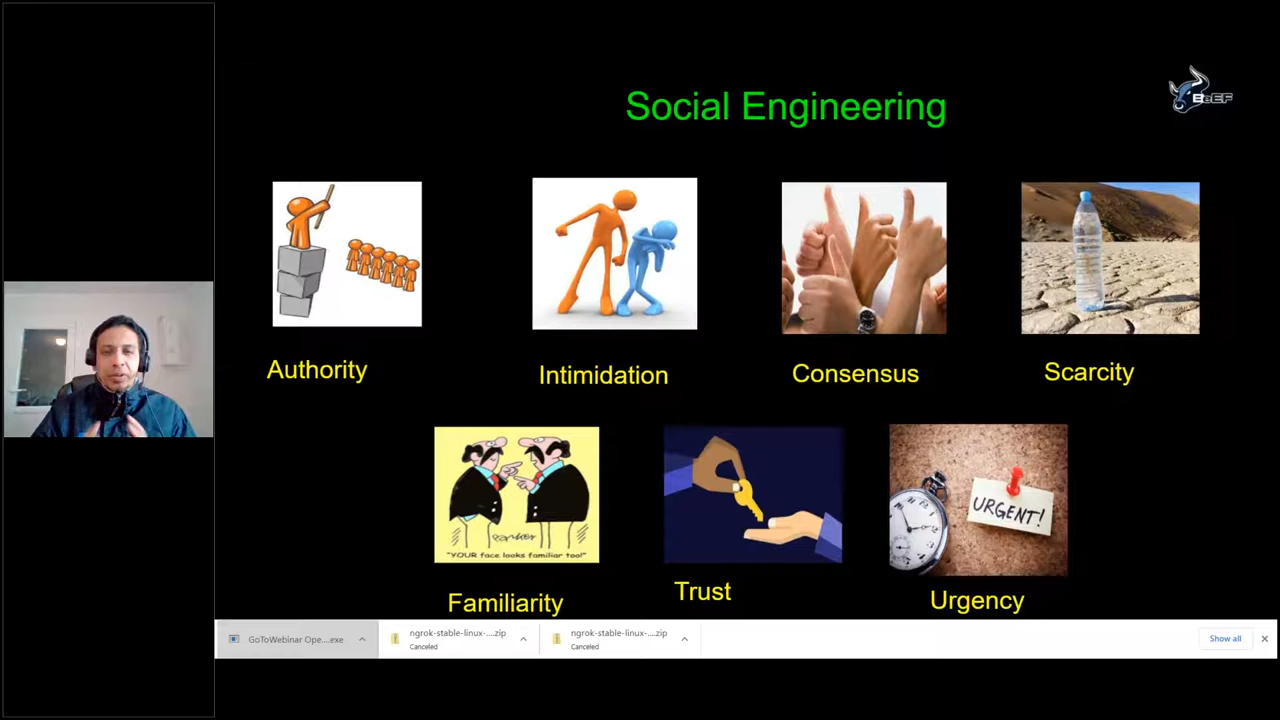 Social Engineering
BeEF
Authority
Intimidation
Consensus
Scarcity
"YOUR face looks familiar too!"
URGENT!
Familiarity
Trust
Urgency
GoToWebinar Ope....exe
ngrok-stable-linux-....zip
Canceled
ngrok-stable-linux-....zip
Canceled
Show all